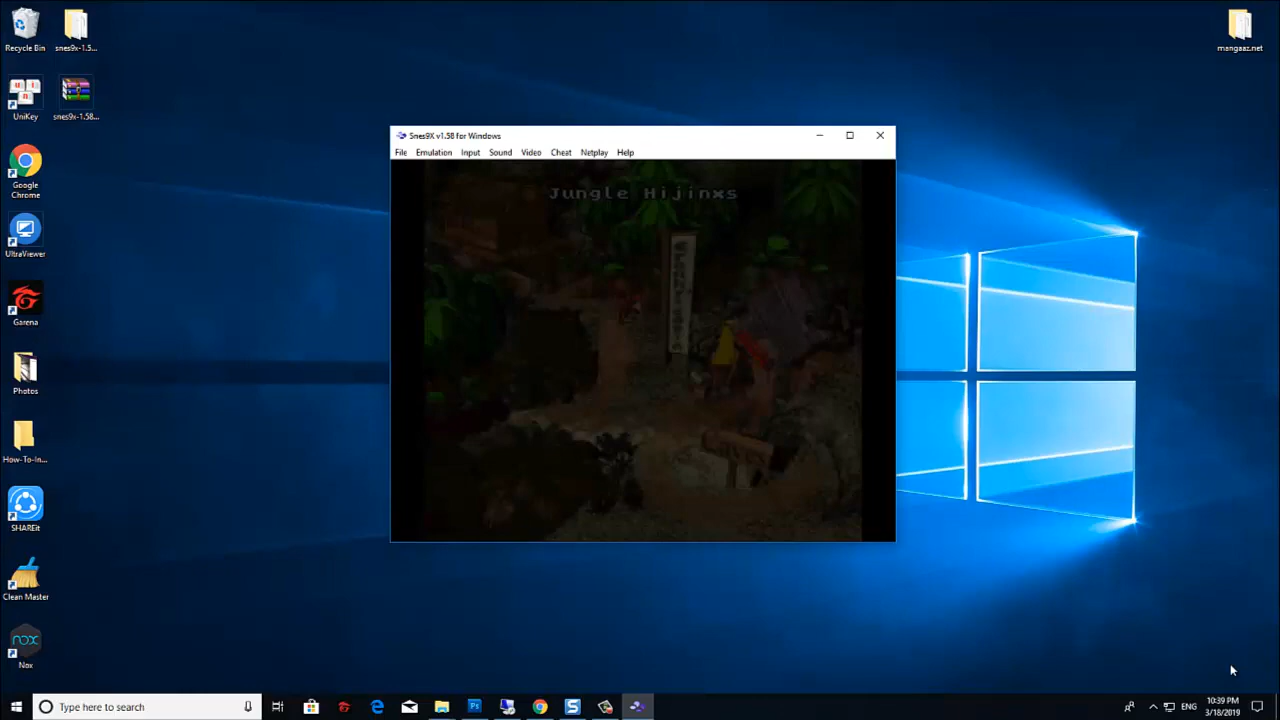 Recycle Bin
snes9x-1.5...
mangaaz.net
UniKey
snes9x-1.58...
Google
Chrome
UltraViewer
Garena
Photos
How-To-In...
SHAREit
Clean Master
nox
Nox
Snes9X v1.58 for Windows
File Emulation Input Sound Video Cheat Netplay Help
Jungle Hijinxs
Type here to search
Ps
S
ENG
10:39 PM
3/18/2019